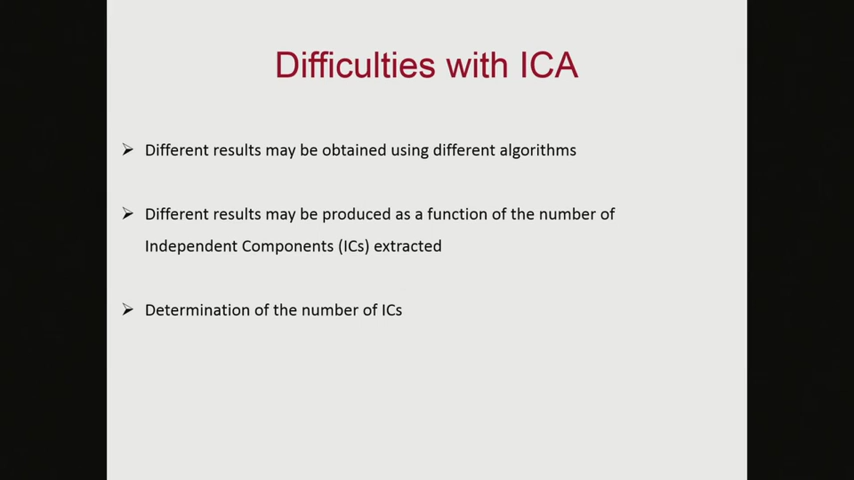 Difficulties with ICA
➢ Different results may be obtained using different algorithms
➢ Different results may be produced as a function of the number of
Independent Components (ICs) extracted
➢ Determination of the number of ICs